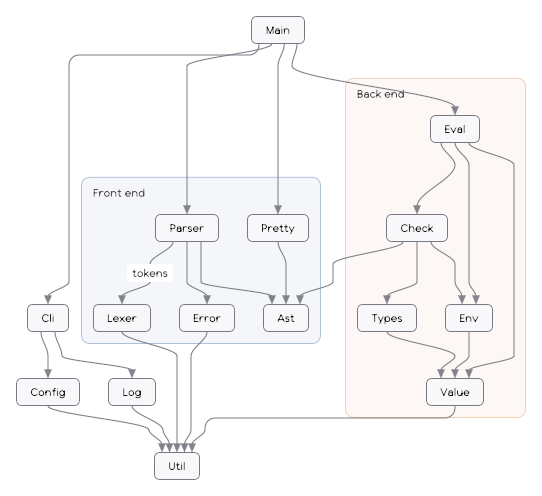 Main
Back end
Eval
Front end
Parser
Pretty
Check
tokens
Cli
Lexer
Error
Ast
Types
Env
Config
Log
Value
Util